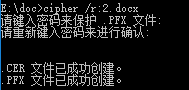 E:\doc>cipher /r:2.docx
请键入密码来保护 .PFX 文件:
请重新键入密码来进行确认:
.CER 文件已成功创建。
.PFX 文件已成功创建。